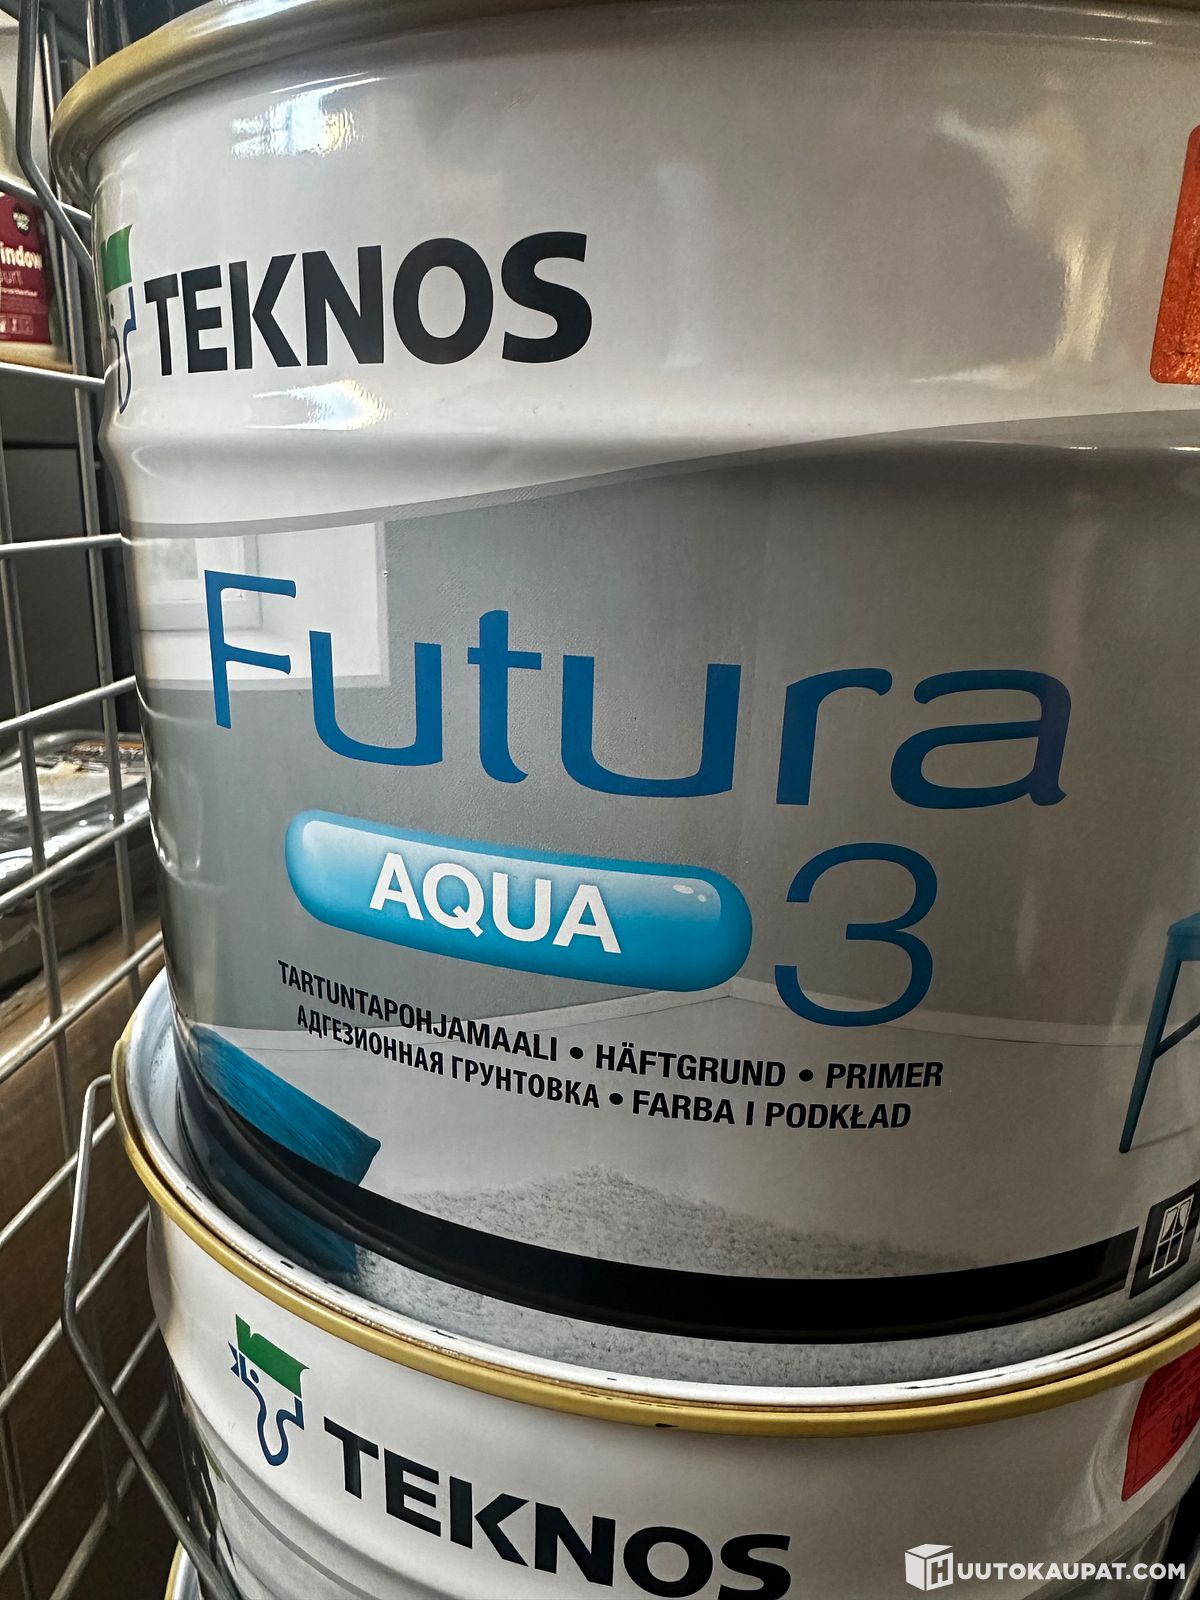 TEKNOS
Futura
AQUA 3
TARTUNTAPOHJAMAALI • HÄFTGRUND • PRIMER
АДГЕЗИОННАЯ ГРУНТОВКА • FARBA I PODKŁAD
TEKNOS
HUUTOKAUPAT.COM